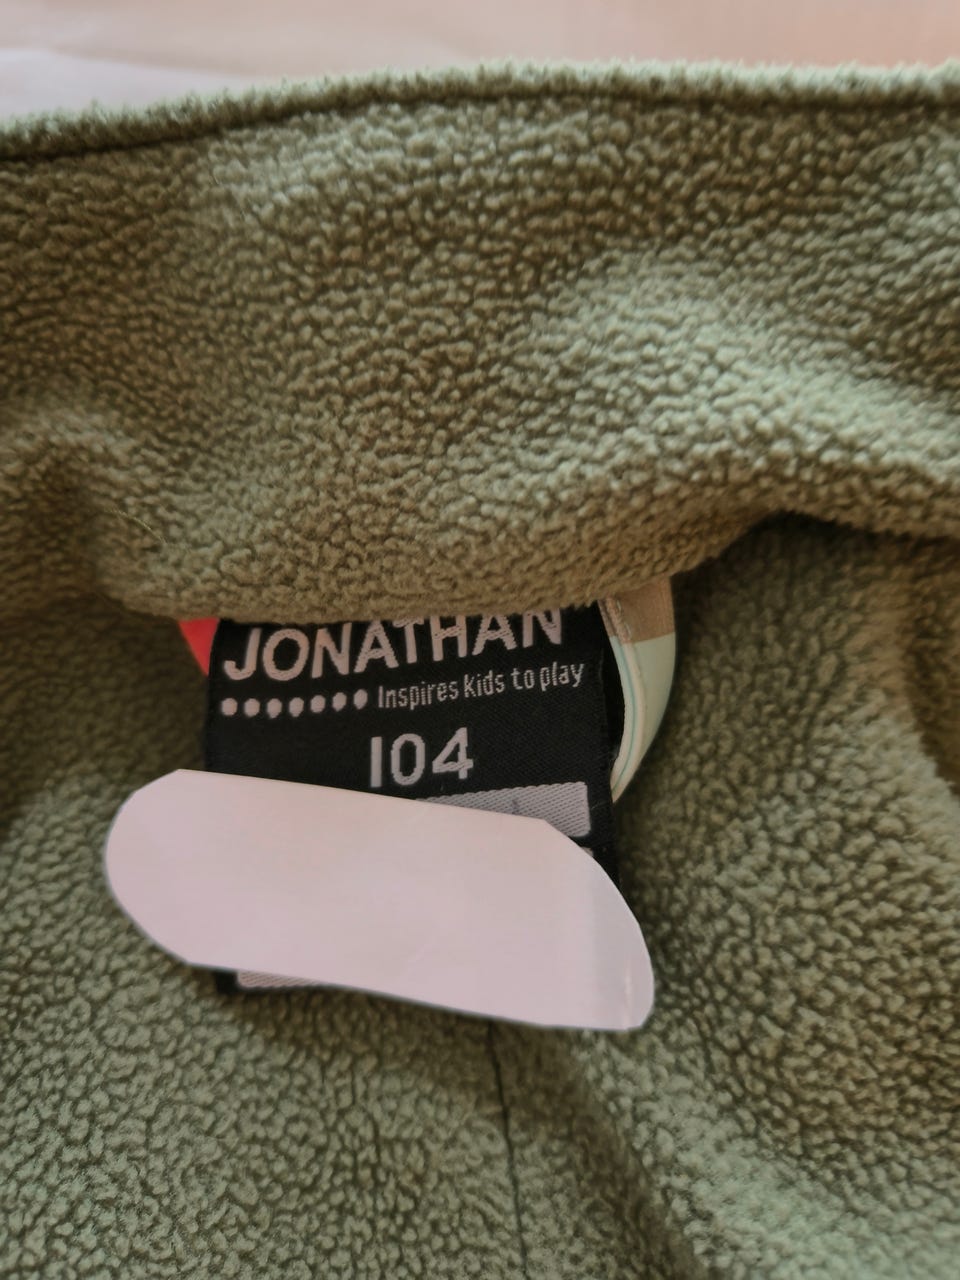 JONATHAN
Inspires kids to play
104